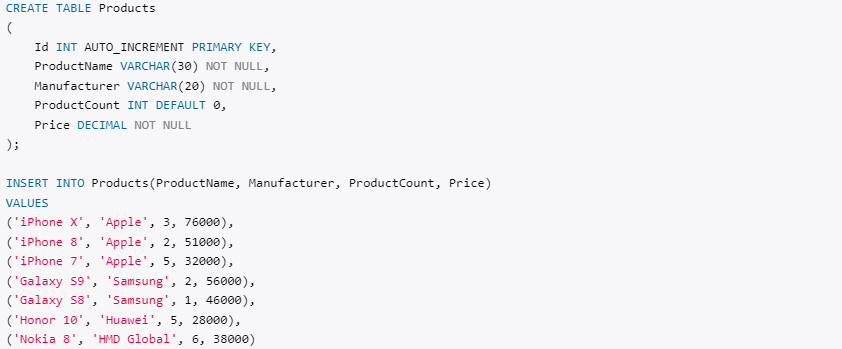 CREATE TABLE Products
(
    Id INT AUTO_INCREMENT PRIMARY KEY,
    ProductName VARCHAR(30) NOT NULL,
    Manufacturer VARCHAR(20) NOT NULL,
    ProductCount INT DEFAULT 0,
    Price DECIMAL NOT NULL
);

INSERT INTO Products(ProductName, Manufacturer, ProductCount, Price)
VALUES
('iPhone X', 'Apple', 3, 76000),
('iPhone 8', 'Apple', 2, 51000),
('iPhone 7', 'Apple', 5, 32000),
('Galaxy S9', 'Samsung', 2, 56000),
('Galaxy S8', 'Samsung', 1, 46000),
('Honor 10', 'Huawei', 5, 28000),
('Nokia 8', 'HMD Global', 6, 38000)